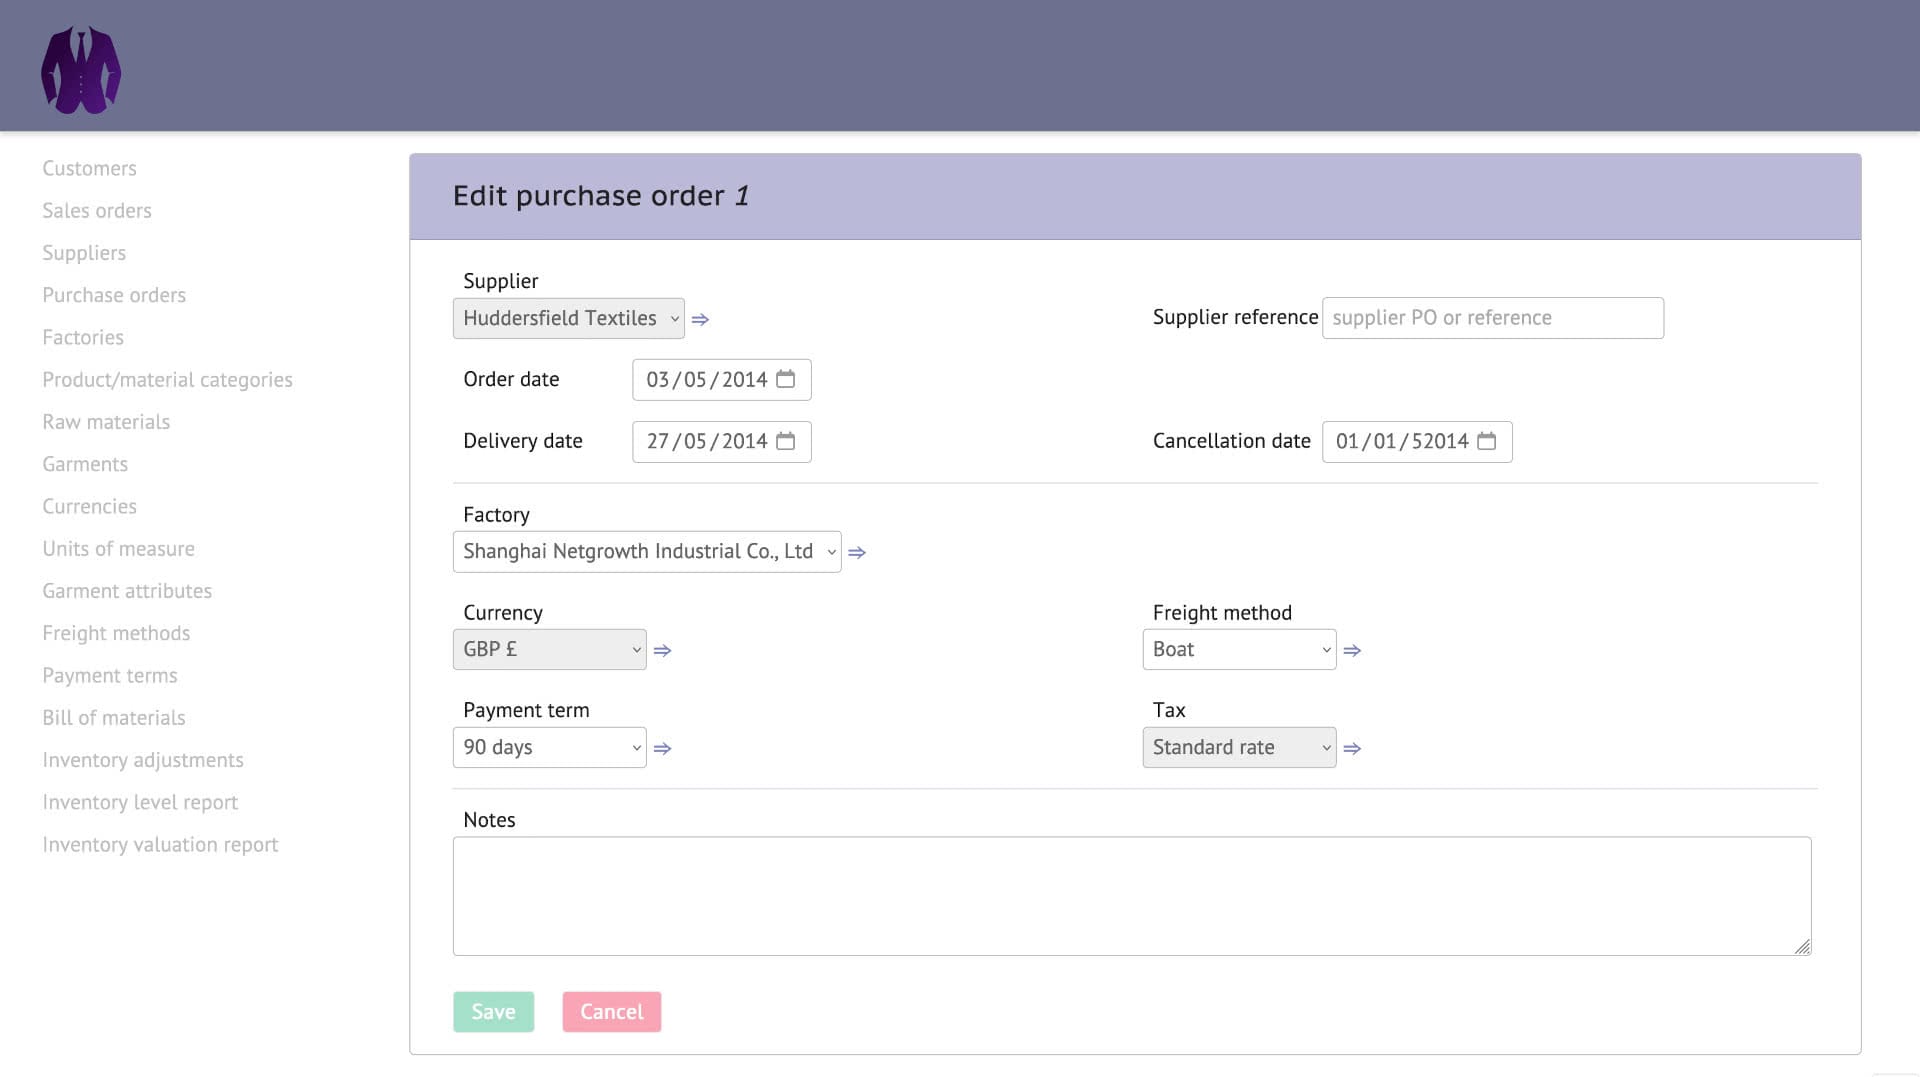 Customers
Sales orders
Suppliers
Purchase orders
Factories
Product/material categories
Raw materials
Garments
Currencies
Units of measure
Garment attributes
Freight methods
Payment terms
Bill of materials
Inventory adjustments
Inventory level report
Inventory valuation report
Edit purchase order 1
Supplier
Huddersfield Textiles ⇒
Supplier reference supplier PO or reference
Order date 03/05/2014
Delivery date 27/05/2014
Cancellation date 01/01/52014
Factory
Shanghai Netgrowth Industrial Co., Ltd ⇒
Currency
GBP £ ⇒
Freight method
Boat ⇒
Payment term
90 days ⇒
Tax
Standard rate ⇒
Notes
Save Cancel